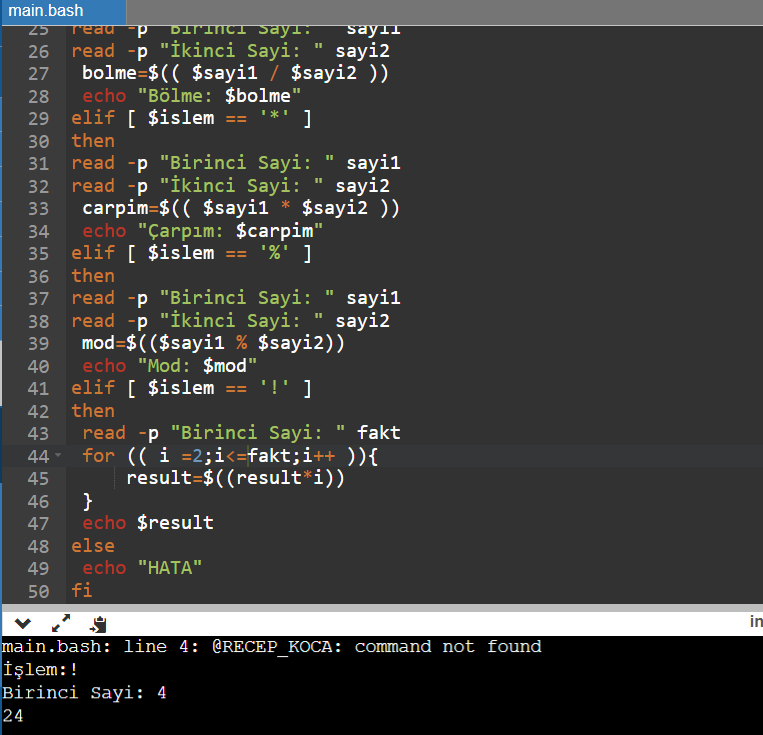 main.bash
25 read -p "Birinci Sayi: " sayi1
26 read -p "İkinci Sayi: " sayi2
27 bolme=$(( $sayi1 / $sayi2 ))
28 echo "Bölme: $bolme"
29 elif [ $islem == '*' ]
30 then
31 read -p "Birinci Sayi: " sayi1
32 read -p "İkinci Sayi: " sayi2
33 carpim=$(( $sayi1 * $sayi2 ))
34 echo "Çarpım: $carpim"
35 elif [ $islem == '%' ]
36 then
37 read -p "Birinci Sayi: " sayi1
38 read -p "İkinci Sayi: " sayi2
39 mod=$(($sayi1 % $sayi2))
40 echo "Mod: $mod"
41 elif [ $islem == '!' ]
42 then
43 read -p "Birinci Sayi: " fakt
44 for (( i =2;i<=fakt;i++ )){
45 result=$((result*i))
46 }
47 echo $result
48 else
49 echo "HATA"
50 fi
in
main.bash: line 4: @RECEP_KOCA: command not found
İşlem:!
Birinci Sayi: 4
24